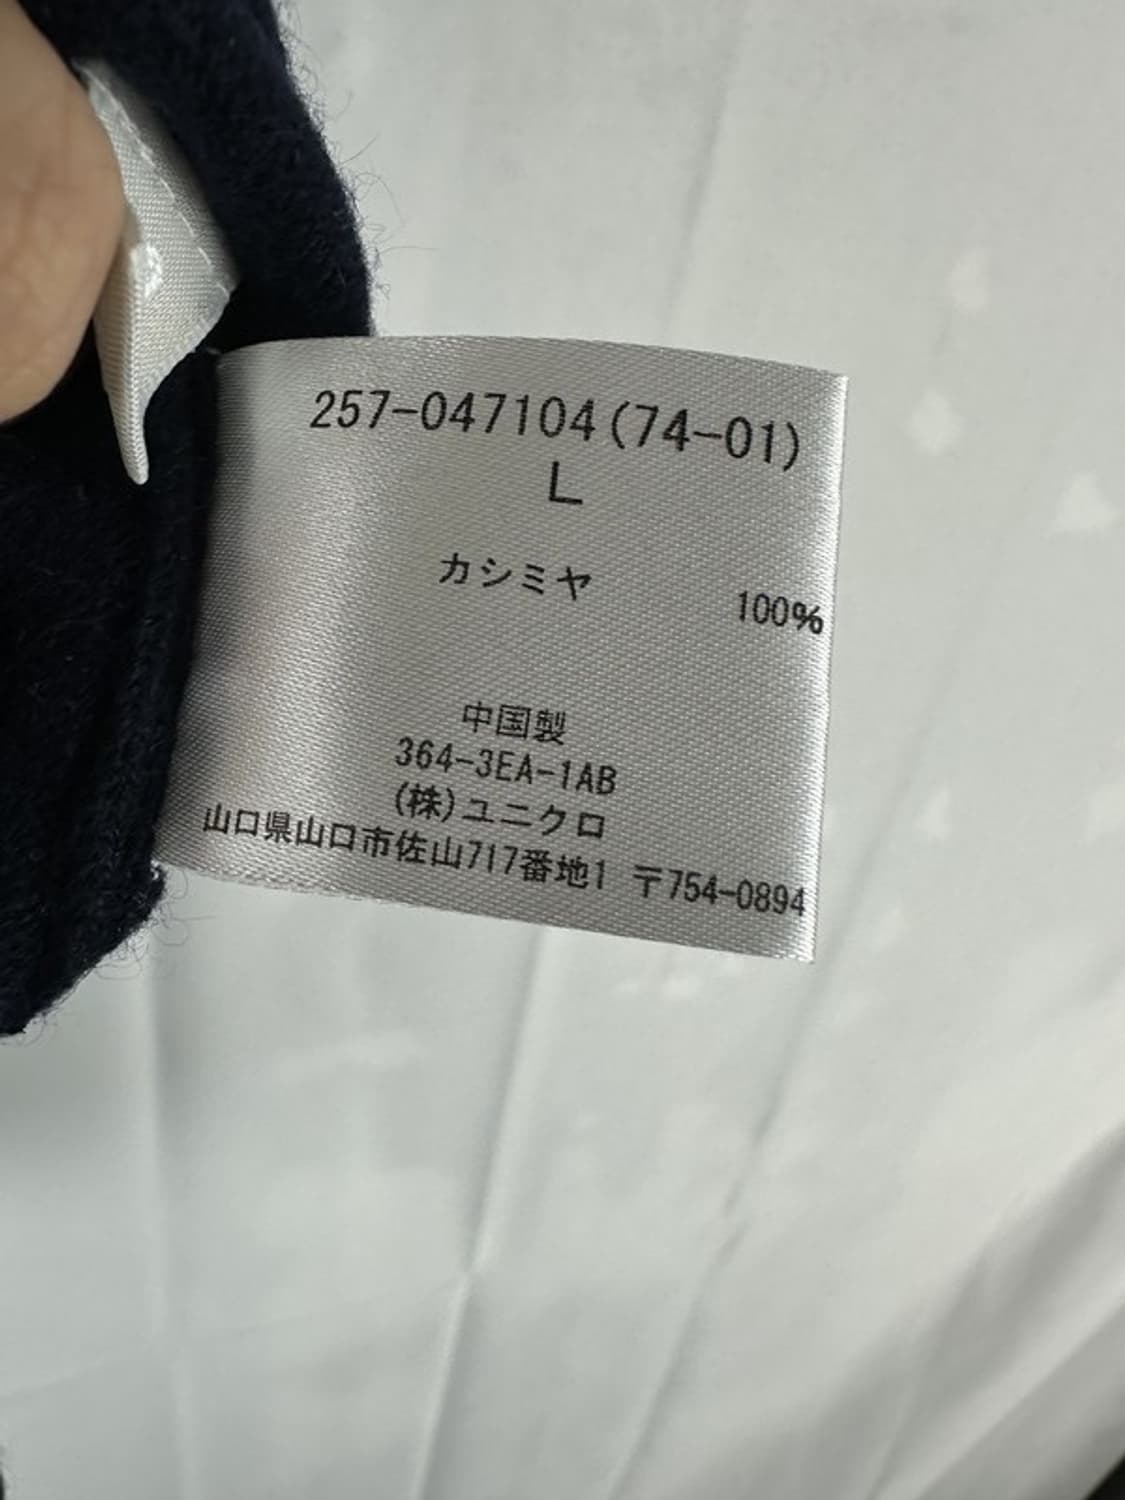 257-047104(74-01)
L
カシミヤ 100%
中国製
364-3EA-1AB
(株)ユニクロ
山口県山口市佐山717番地1 〒754-0894